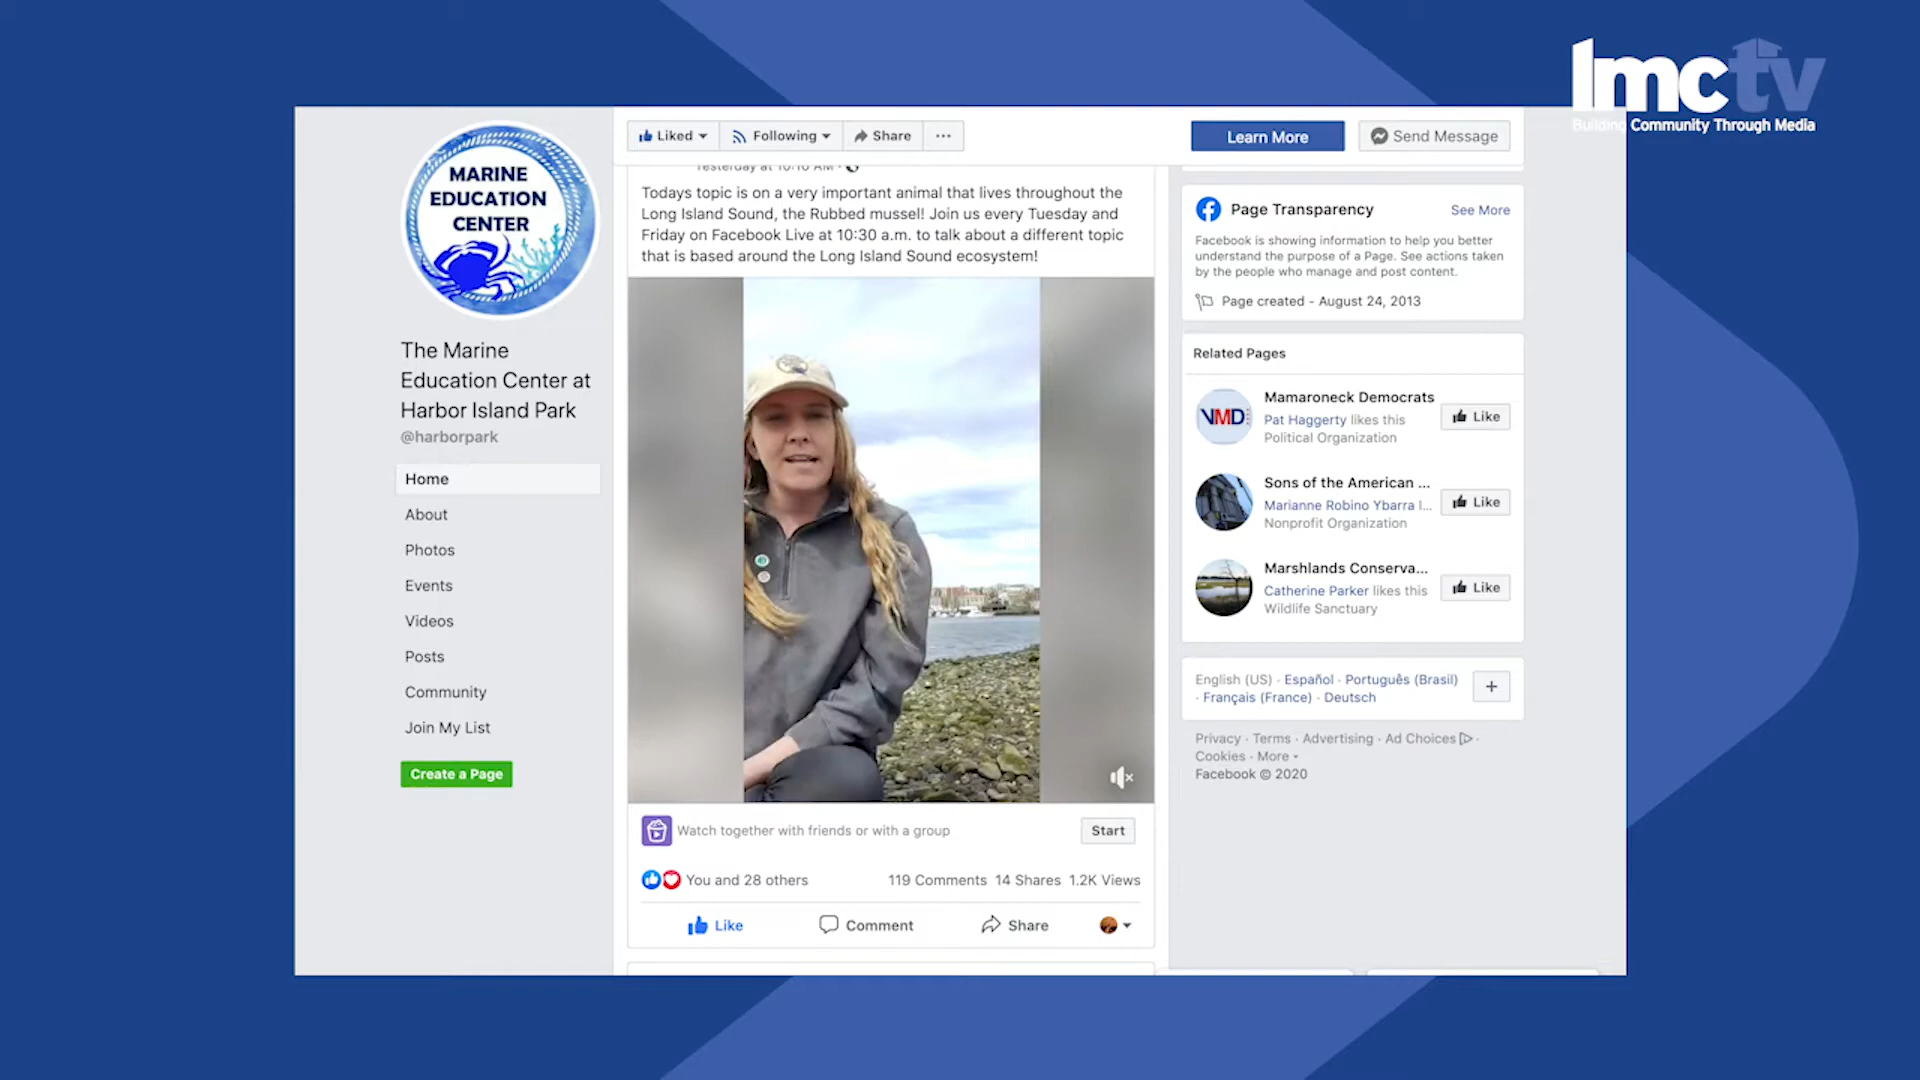 lmctv
Building Community Through Media
MARINE
EDUCATION
CENTER
The Marine
Education Center at
Harbor Island Park
@harborpark
Home
About
Photos
Events
Videos
Posts
Community
Join My List
Create a Page
Liked
Following
Share
Learn More
Send Message
Yesterday at 10:10 AM ·
Todays topic is on a very important animal that lives throughout the
Long Island Sound, the Rubbed mussel! Join us every Tuesday and
Friday on Facebook Live at 10:30 a.m. to talk about a different topic
that is based around the Long Island Sound ecosystem!
Watch together with friends or with a group
Start
You and 28 others
119 Comments 14 Shares 1.2K Views
Like
Comment
Share
Page Transparency
See More
Facebook is showing information to help you better
understand the purpose of a Page. See actions taken
by the people who manage and post content.
Page created - August 24, 2013
Related Pages
VMD
Mamaroneck Democrats
Pat Haggerty likes this
Political Organization
Like
Sons of the American ...
Marianne Robino Ybarra l...
Nonprofit Organization
Like
Marshlands Conserva...
Catherine Parker likes this
Wildlife Sanctuary
Like
English (US) · Español · Português (Brasil)
· Français (France) · Deutsch
+
Privacy · Terms · Advertising · Ad Choices ·
Cookies · More
Facebook © 2020